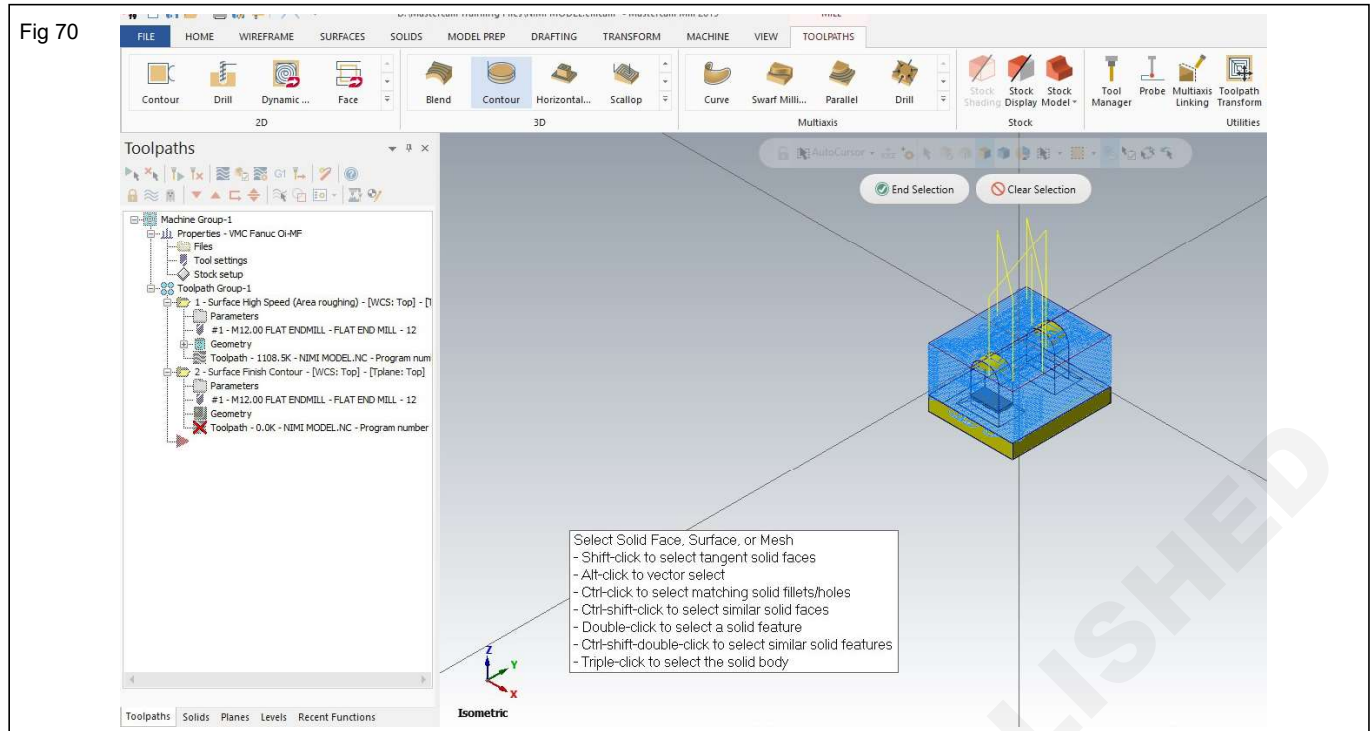 Fig 70
FILE HOME WIREFRAME SURFACES SOLIDS MODEL PREP DRAFTING TRANSFORM MACHINE VIEW TOOLPATHS
Contour Drill Dynamic ... Face Blend Contour Horizontal... Scallop Curve Swarf Milli... Parallel Drill Stock Shading Stock Display Stock Model Tool Manager Probe Multiaxis Linking Toolpath Transform
2D 3D Multiaxis Stock Utilities
Toolpaths
G1
AutoCursor
End Selection Clear Selection
Machine Group-1
Properties - VMC Fanuc Oi-MF
Files
Tool settings
Stock setup
Toolpath Group-1
1 - Surface High Speed (Area roughing) - [WCS: Top] - [T
Parameters
#1 - M12.00 FLAT ENDMILL - FLAT END MILL - 12
Geometry
Toolpath - 1108.5K - NIMI MODEL.NC - Program num
2 - Surface Finish Contour - [WCS: Top] - [Tplane: Top]
Parameters
#1 - M12.00 FLAT ENDMILL - FLAT END MILL - 12
Geometry
Toolpath - 0.0K - NIMI MODEL.NC - Program number
Select Solid Face, Surface, or Mesh
- Shift-click to select tangent solid faces
- Alt-click to vector select
- Ctrl-click to select matching solid fillets/holes
- Ctrl-shift-click to select similar solid faces
- Double-click to select a solid feature
- Ctrl-shift-double-click to select similar solid features
- Triple-click to select the solid body
Z
Y
X
Isometric
Toolpaths Solids Planes Levels Recent Functions
LISHED